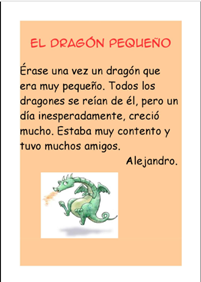 EL DRAGÓN PEQUEÑO
Érase una vez un dragón que
era muy pequeño. Todos los
dragones se reían de él, pero un
día inesperadamente, creció
mucho. Estaba muy contento y
tuvo muchos amigos.
Alejandro.